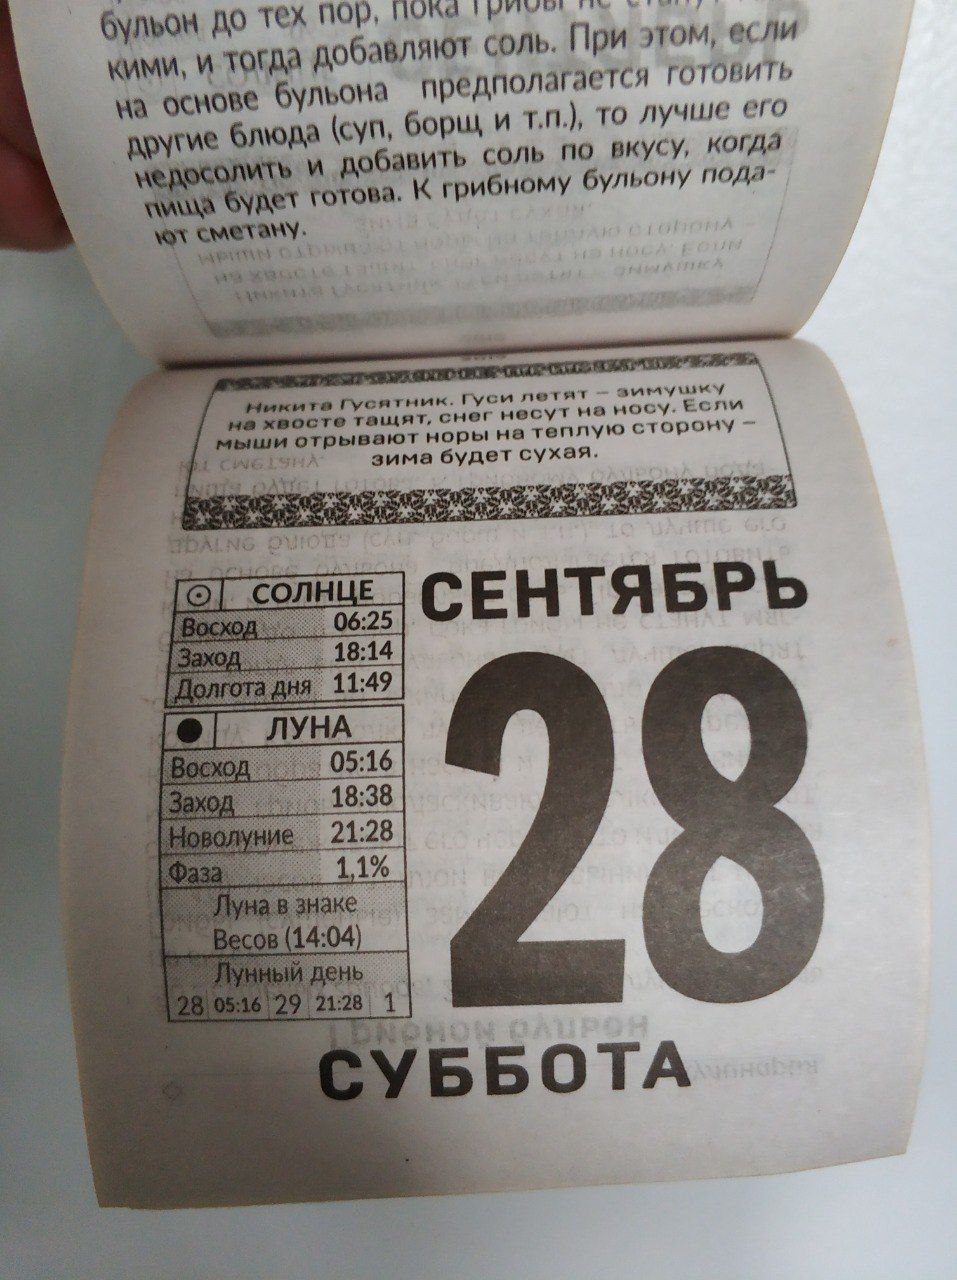 бульон до тех пор, пока грибы не
кими, и тогда добавляют соль. При этом, если
на основе бульона предполагается готовить
другие блюда (суп, борщ и т.п.), то лучше его
недосолить и добавить соль по вкусу, когда
пища будет готова. К грибному бульону пода-
ют сметану.
Никита Гусятник. Гуси летят – зимушку
на хвосте тащят, снег несут на носу. Если
мыши отрывают норы на теплую сторону –
зима будет сухая.
СЕНТЯБРЬ
28
СУББОТА
СОЛНЦЕ
Восход 06:25
Заход 18:14
Долгота дня 11:49
ЛУНА
Восход 05:16
Заход 18:38
Новолуние 21:28
Фаза 1,1%
Луна в знаке
Весов (14:04)
Лунный день
28 05:16 29 21:28 1